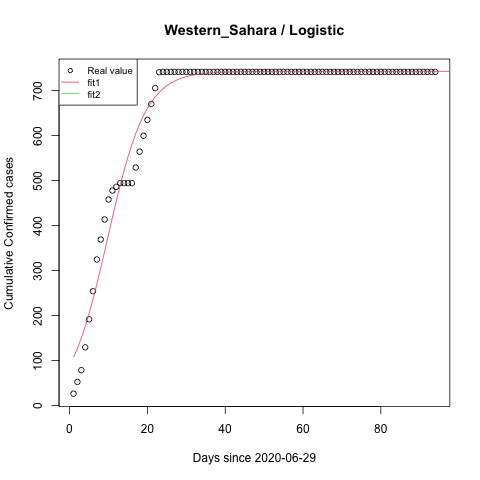 Western_Sahara / Logistic
Real value
fit1
fit2
Cumulative Confirmed cases
0
100
200
300
400
500
600
700
0 20 40 60 80
Days since 2020-06-29